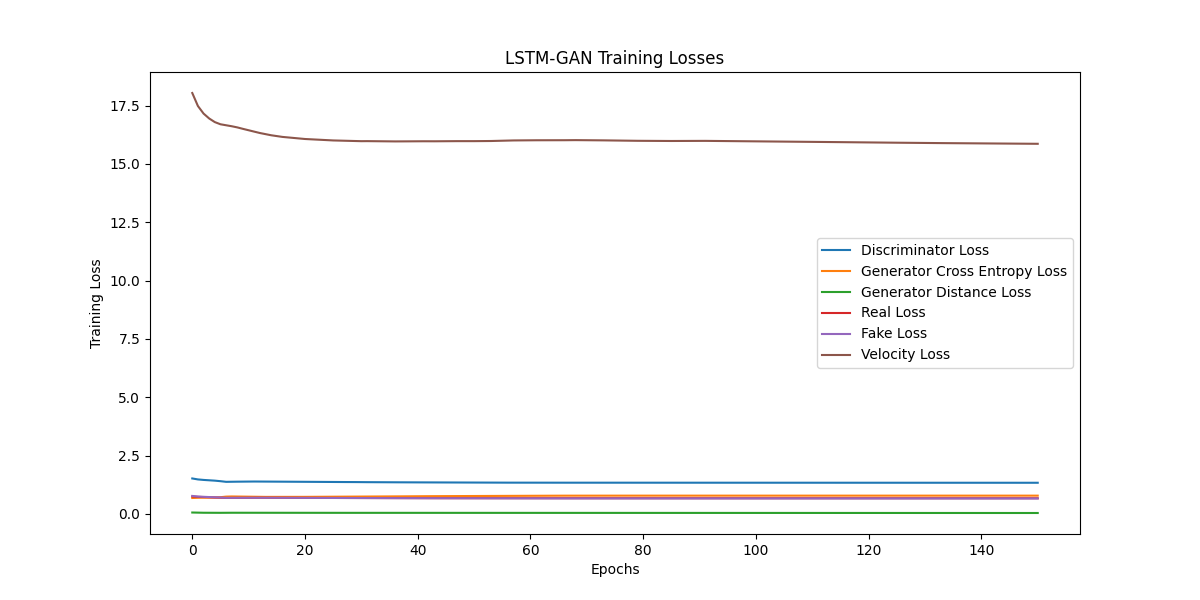 LSTM-GAN Training Losses
17.5
15.0
12.5
10.0
7.5
5.0
2.5
0.0
Training Loss
Discriminator Loss
Generator Cross Entropy Loss
Generator Distance Loss
Real Loss
Fake Loss
Velocity Loss
0 20 40 60 80 100 120 140
Epochs